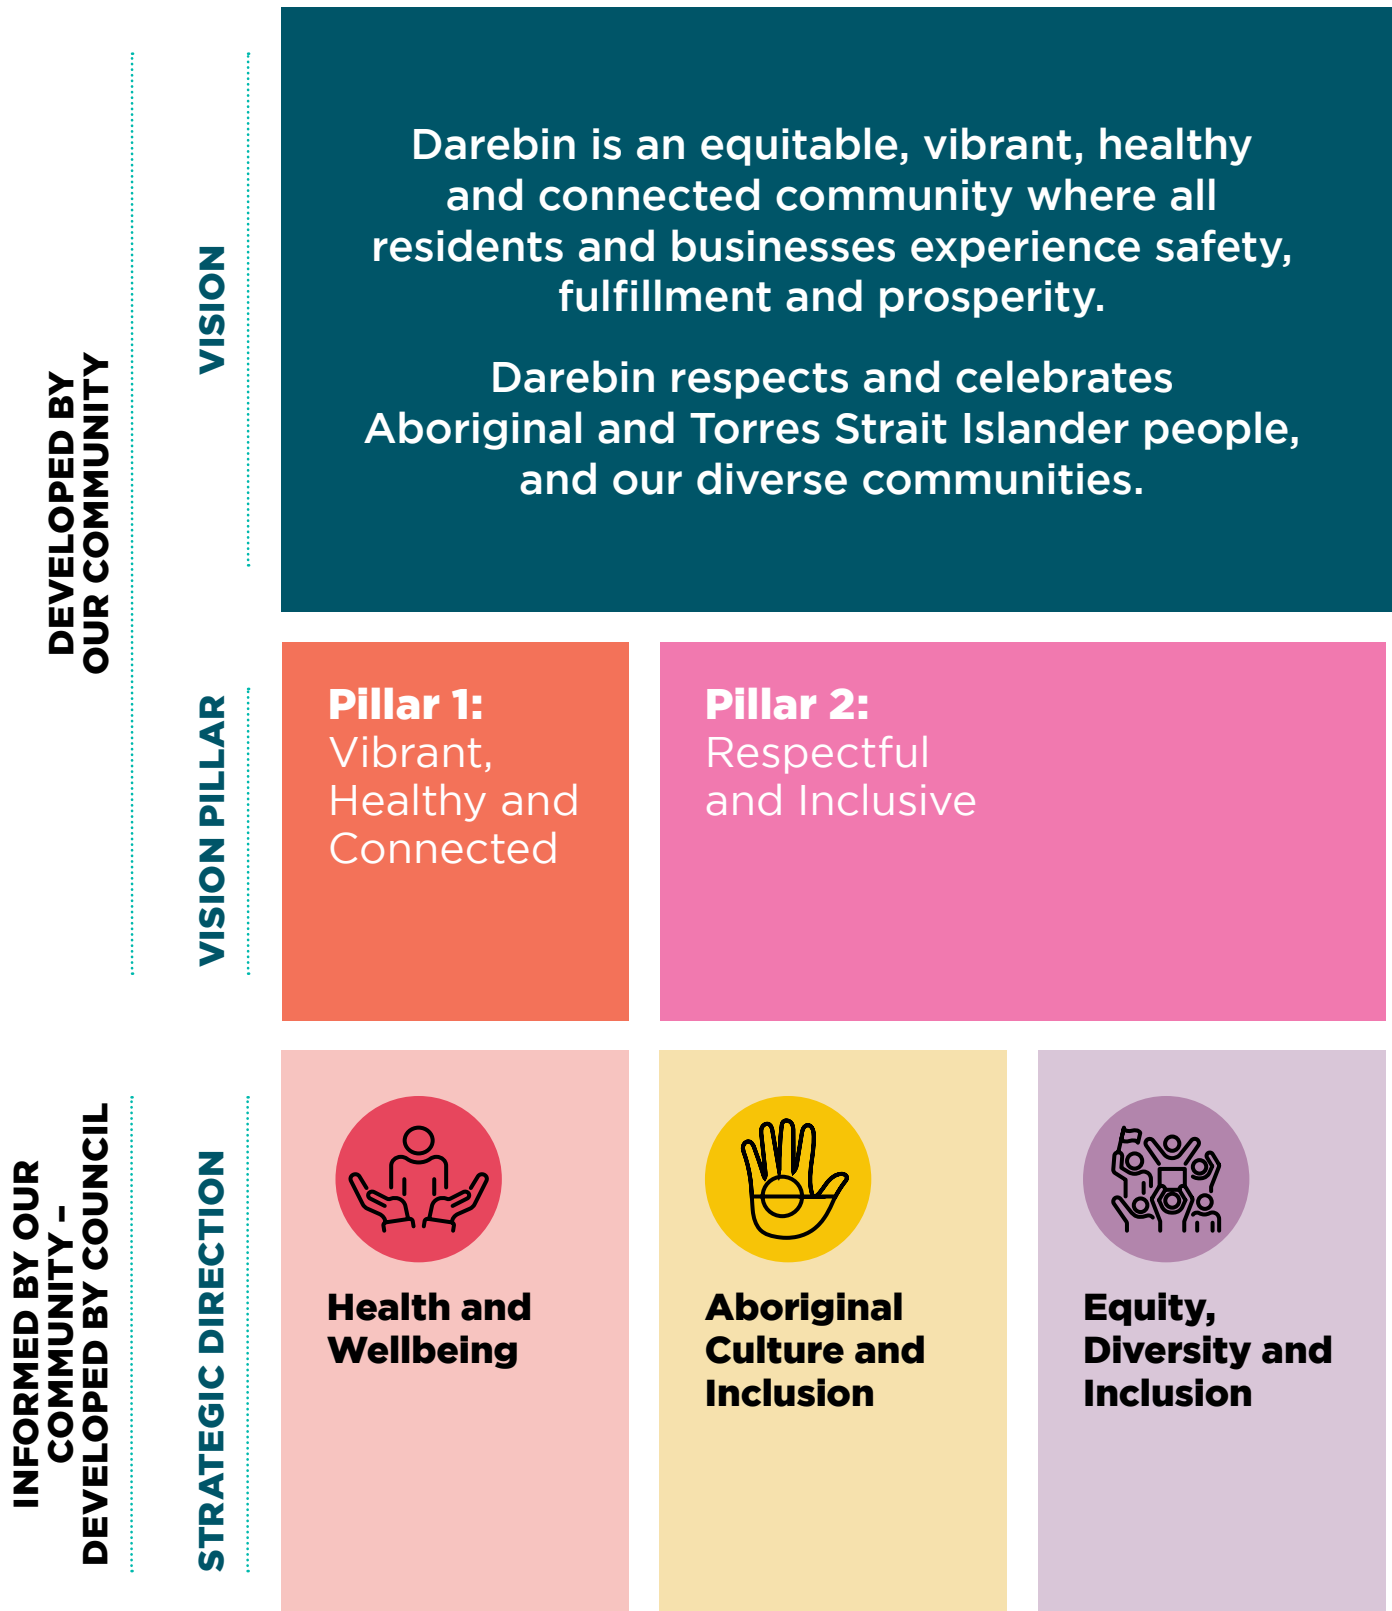 DEVELOPED BY
OUR COMMUNITY
VISION
Darebin is an equitable, vibrant, healthy
and connected community where all
residents and businesses experience safety,
fulfillment and prosperity.
Darebin respects and celebrates
Aboriginal and Torres Strait Islander people,
and our diverse communities.
VISION PILLAR
Pillar 1:
Vibrant,
Healthy and
Connected
Pillar 2:
Respectful
and Inclusive
INFORMED BY OUR
COMMUNITY –
DEVELOPED BY COUNCIL
STRATEGIC DIRECTION
Health and
Wellbeing
Aboriginal
Culture and
Inclusion
Equity,
Diversity and
Inclusion